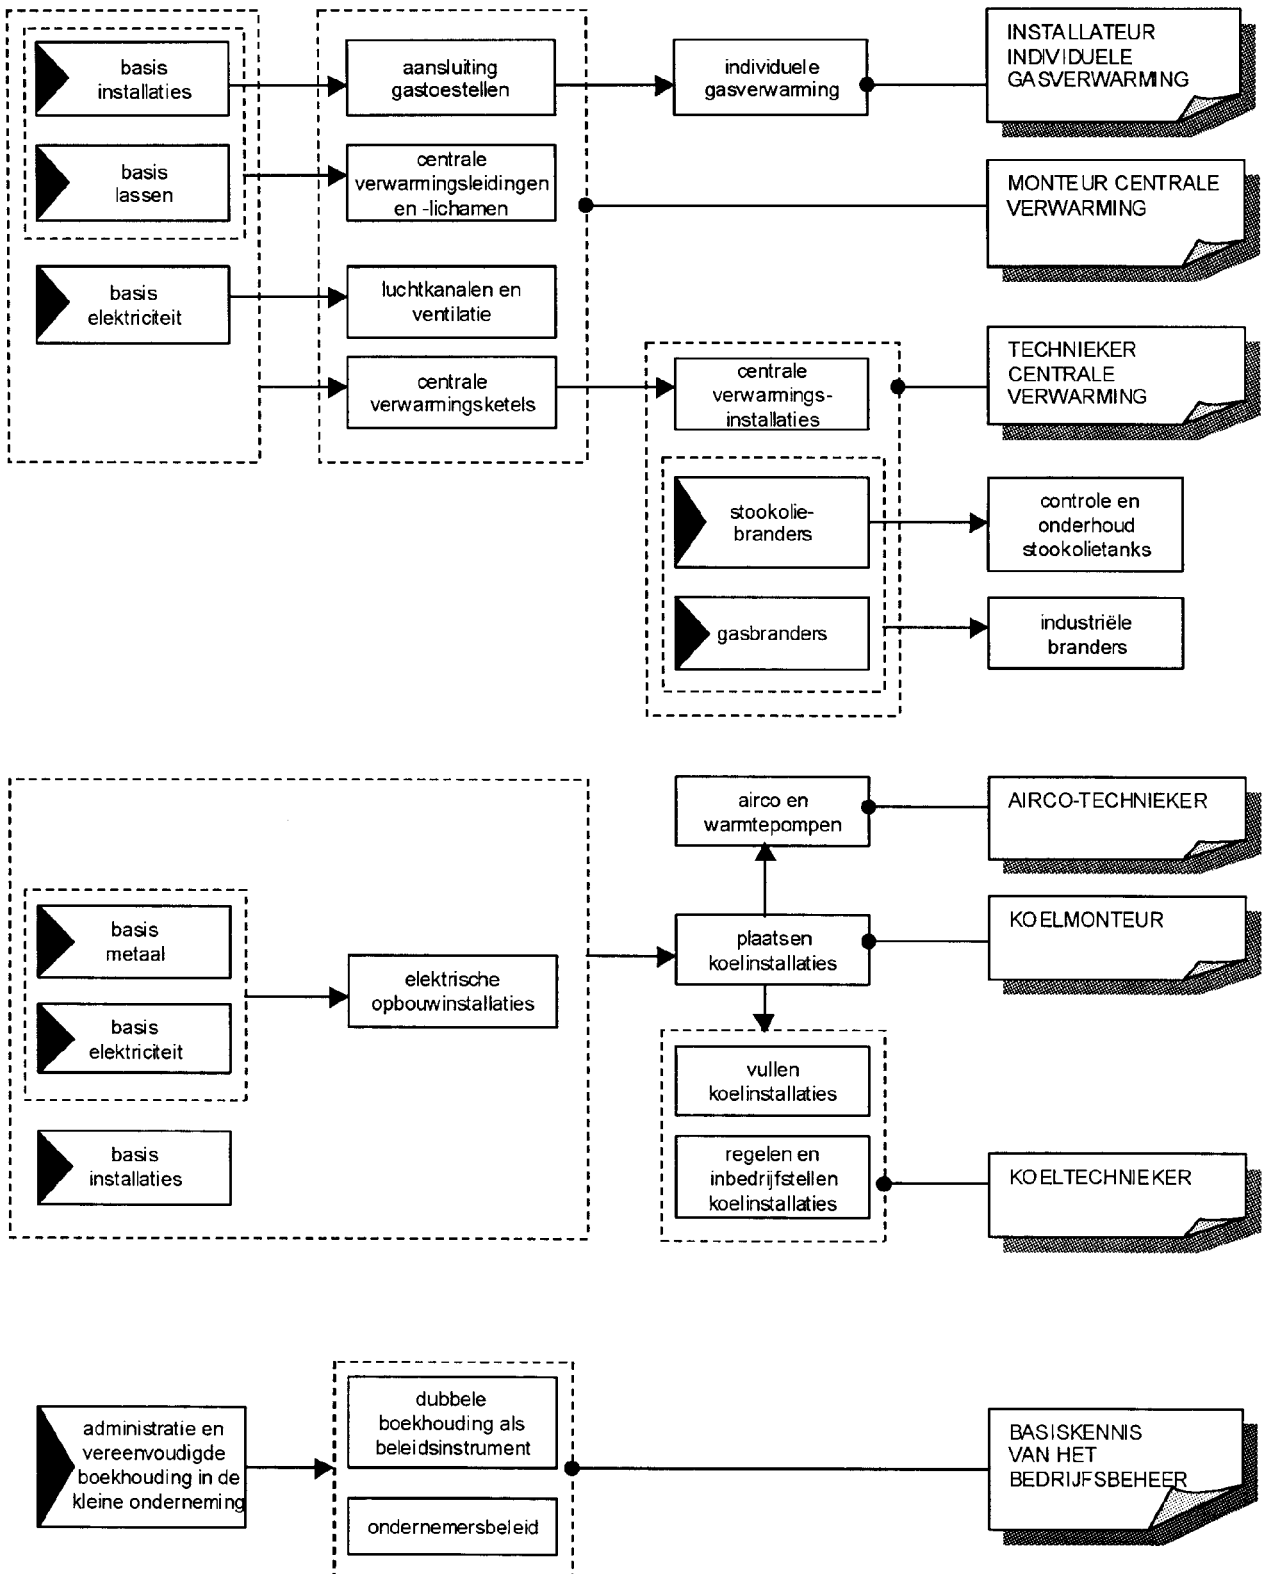 basis
installaties
aansluiting
gastoestellen
individuele
gasverwarming
INSTALLATEUR
INDIVIDUELE
GASVERWARMING
basis
lassen
centrale
verwarmingsleidingen
en -lichamen
MONTEUR CENTRALE
VERWARMING
basis
elektriciteit
luchtkanalen en
ventilatie
centrale
verwarmingsketels
centrale
verwarmings-
installaties
TECHNIEKER
CENTRALE
VERWARMING
stookolie-
branders
controle en
onderhoud
stookolietanks
gasbranders
industriële
branders
airco en
warmtepompen
AIRCO-TECHNIEKER
basis
metaal
basis
elektriciteit
elektrische
opbouwinstallaties
plaatsen
koelinstallaties
KOELMONTEUR
basis
installaties
vullen
koelinstallaties
regelen en
inbedrijfstellen
koelinstallaties
KOELTECHNIEKER
administratie en
vereenvoudigde
boekhouding in de
kleine onderneming
dubbele
boekhouding als
beleidsinstrument
ondernemersbeleid
BASISKENNIS
VAN HET
BEDRIJFSBEHEER